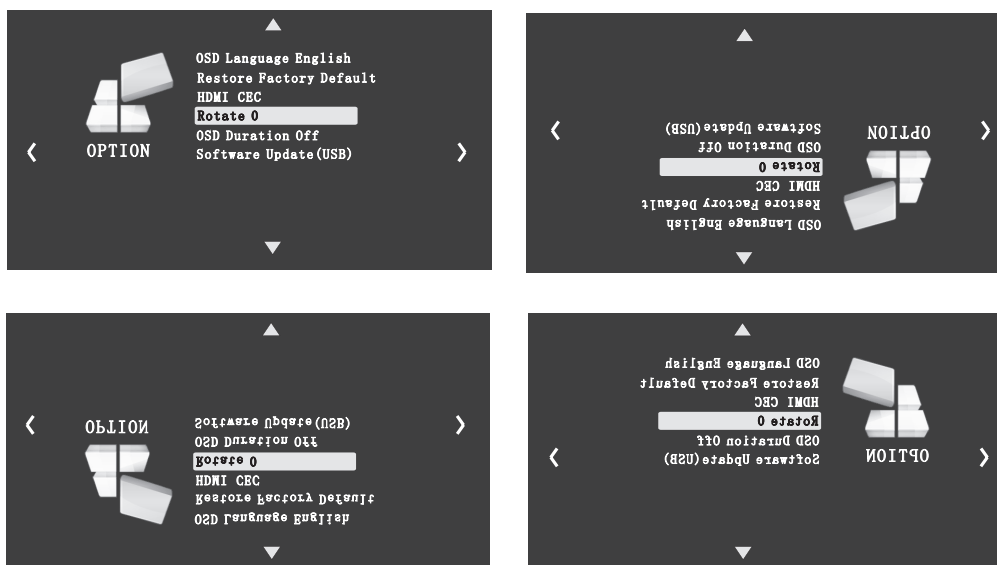 OSD Language English
Restore Factory Default
HDMI CEC
Rotate 0
OSD Duration Off
Software Update(USB)
OPTION
Software Update(USB)
OSD Duration Off
Rotate 0
HDMI CEC
Restore Factory Default
OSD Language English
OPTION
Software Update(USB)
OSD Duration Off
Rotate 0
HDMI CEC
Restore Factory Default
OSD Language English
OPTION
OSD Language English
Restore Factory Default
HDMI CEC
Rotate 0
OSD Duration Off
Software Update(USB)
OPTION